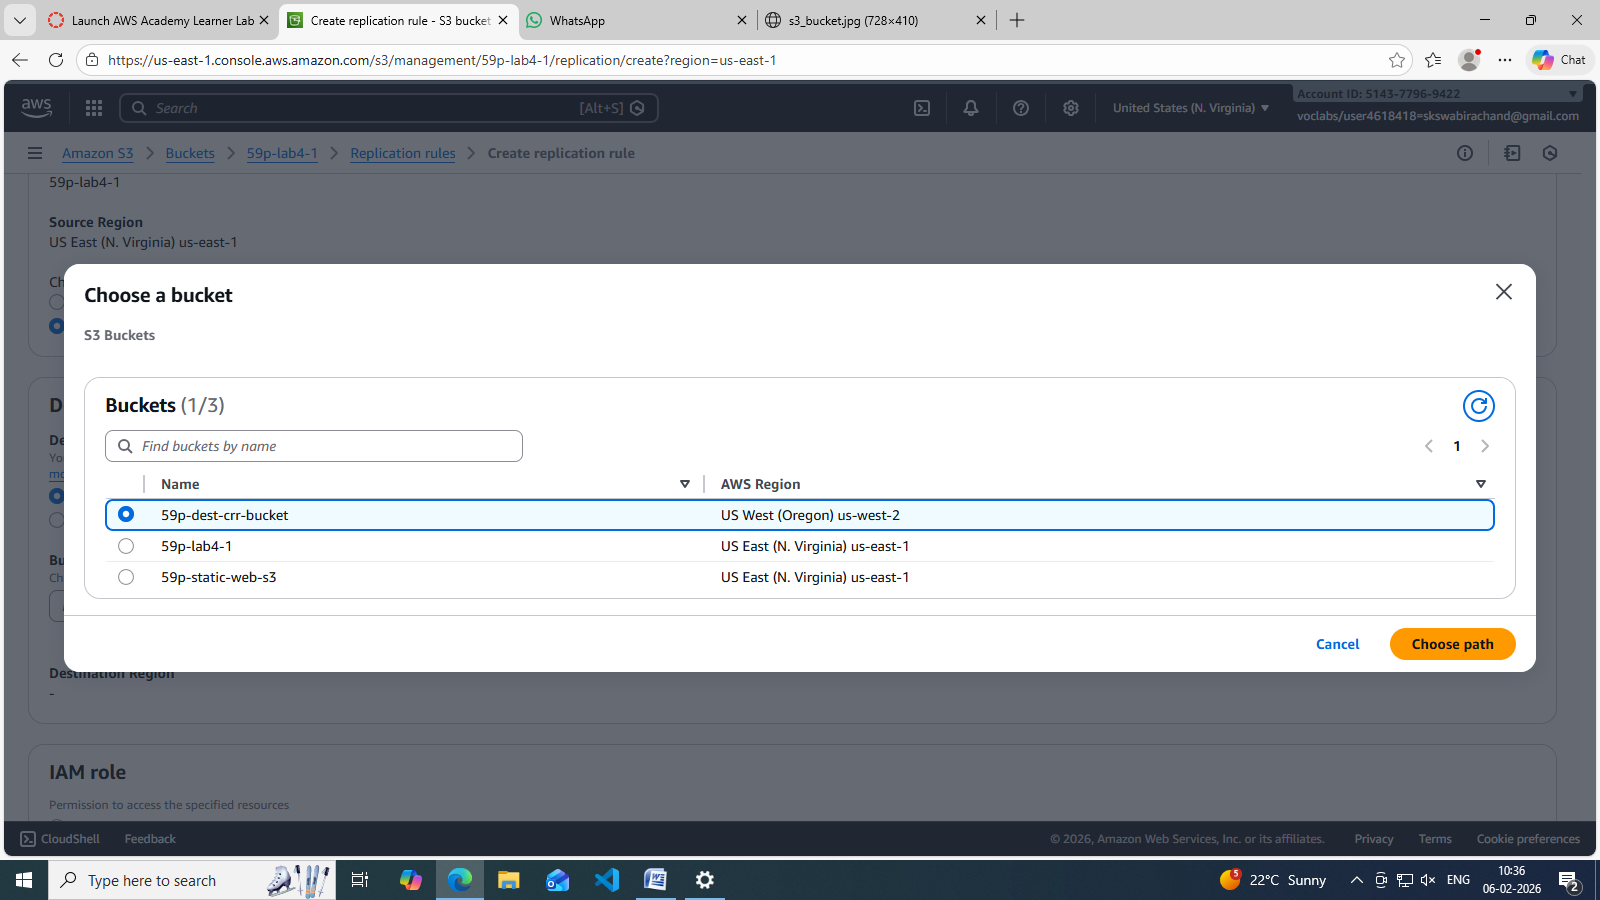 Launch AWS Academy Learner Lab
Create replication rule - S3 bucket
WhatsApp
s3_bucket.jpg (728×410)
https://us-east-1.console.aws.amazon.com/s3/management/59p-lab4-1/replication/create?region=us-east-1
Chat
aws
Search
[Alt+S]
United States (N. Virginia)
Account ID: 5143-7796-9422
voclabs/user4618418=skswabirachand@gmail.com
Amazon S3
Buckets
59p-lab4-1
Replication rules
Create replication rule
59p-lab4-1
Source Region
US East (N. Virginia) us-east-1
Ch
Choose a bucket
S3 Buckets
Buckets (1/3)
Find buckets by name
1
Name
AWS Region
59p-dest-crr-bucket
US West (Oregon) us-west-2
59p-lab4-1
US East (N. Virginia) us-east-1
59p-static-web-s3
US East (N. Virginia) us-east-1
Cancel
Choose path
D
De
Yo
mo
Bu
Ch
Destination Region
-
IAM role
Permission to access the specified resources
CloudShell
Feedback
© 2026, Amazon Web Services, Inc. or its affiliates.
Privacy
Terms
Cookie preferences
Type here to search
5
22°C Sunny
ENG
10:36
06-02-2026
2